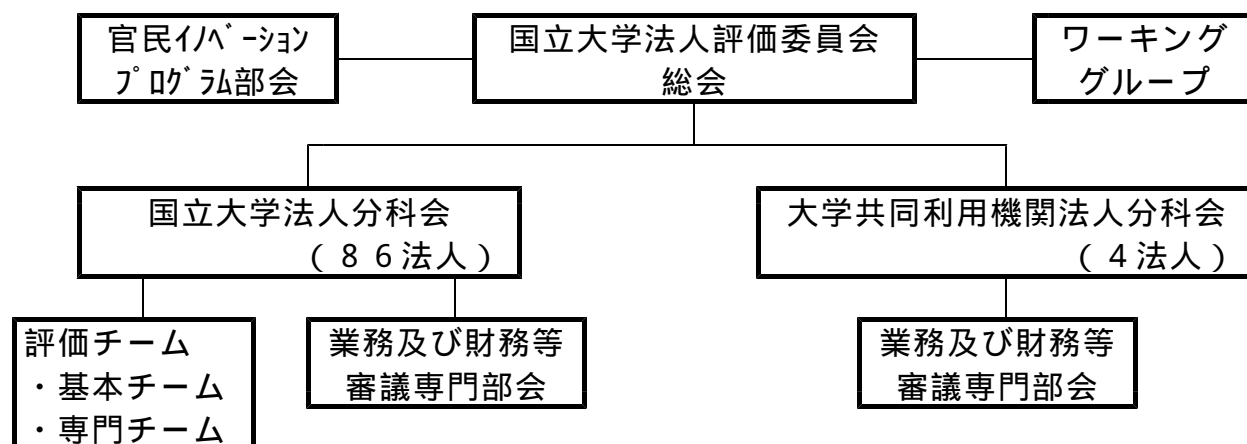 官民ｲﾉﾍﾞｰｼｮﾝ
ﾌﾟﾛｸﾞﾗﾑ部会
国立大学法人評価委員会
総会
ワーキング
グループ
国立大学法人分科会
（８６法人）
大学共同利用機関法人分科会
（４法人）
評価チーム
・基本チーム
・専門チーム
業務及び財務等
審議専門部会
業務及び財務等
審議専門部会